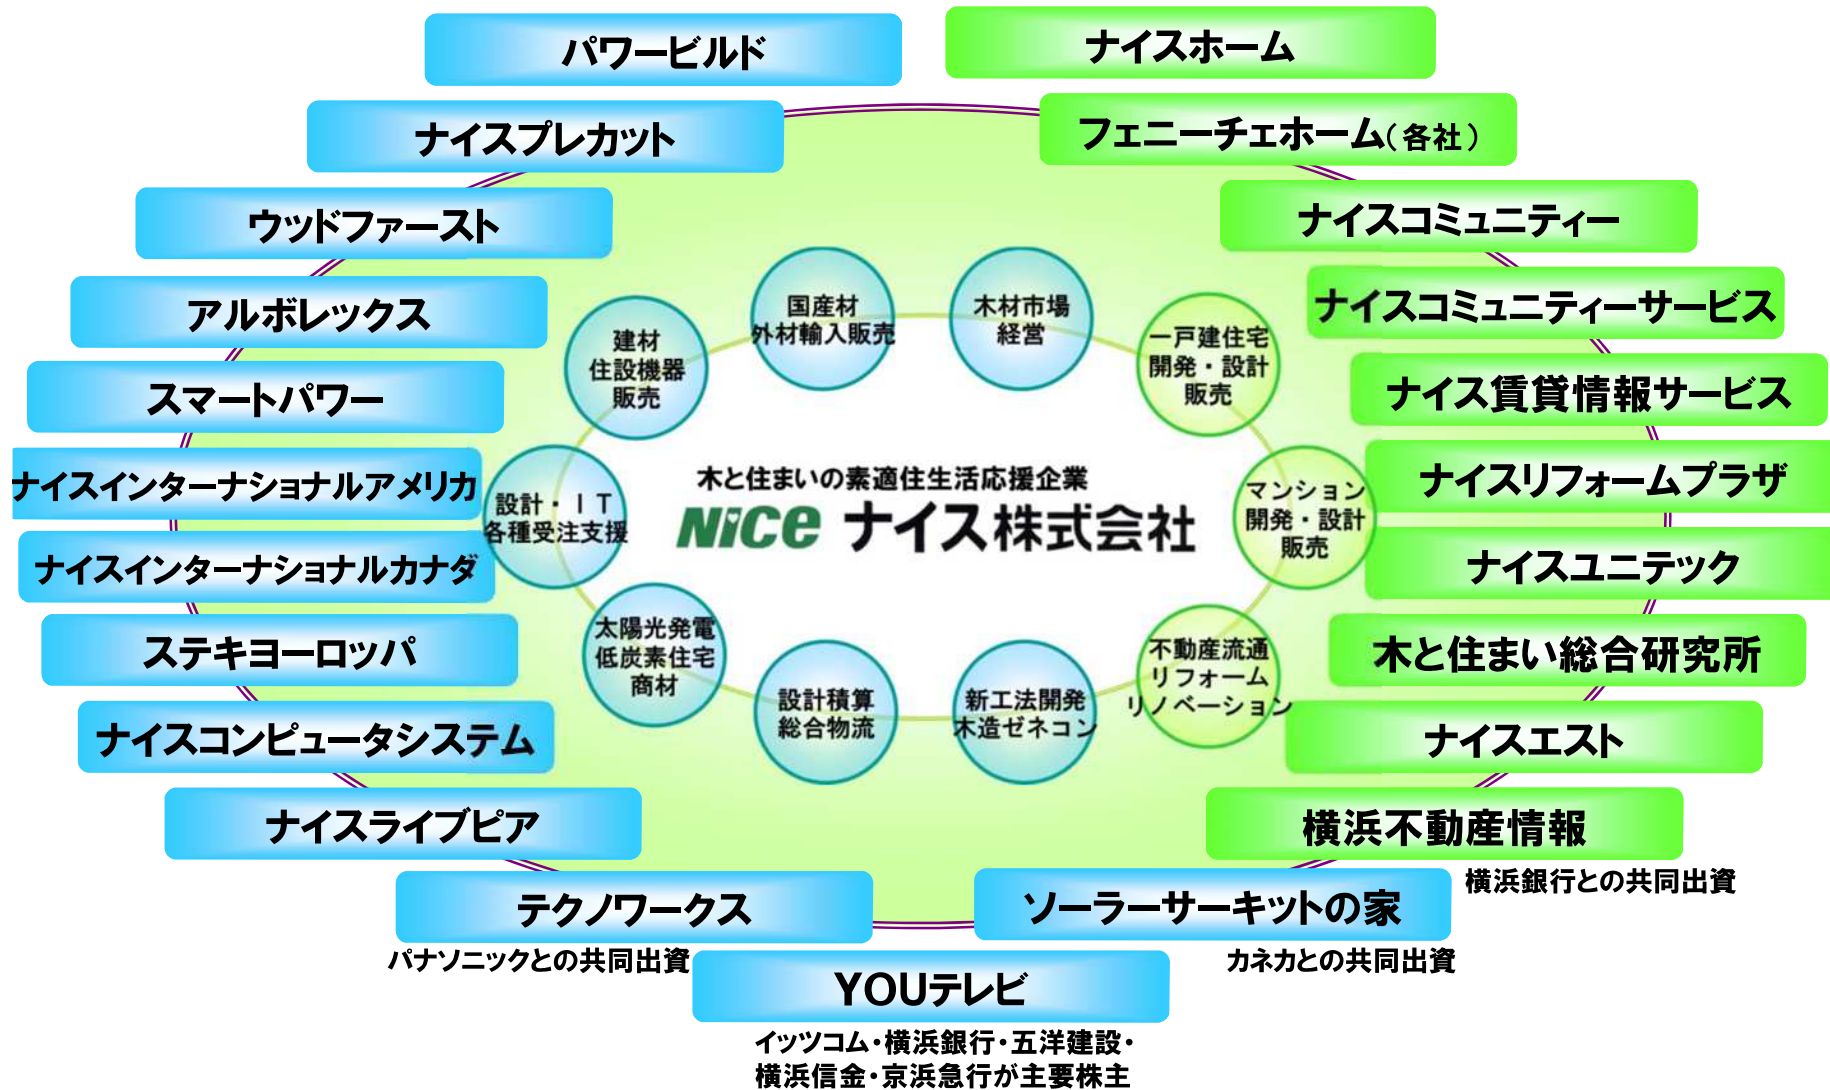 パワービルド
ナイスプレカット
ウッドファースト
アルボレックス
スマートパワー
ナイスインターナショナルアメリカ
ナイスインターナショナルカナダ
ステキヨーロッパ
ナイスコンピュータシステム
ナイスライブピア
テクノワークス
パナソニックとの共同出資
ナイスホーム
フェニーチェホーム(各社)
ナイスコミュニティー
ナイスコミュニティーサービス
ナイス賃貸情報サービス
ナイスリフォームプラザ
ナイスユニテック
木と住まい総合研究所
ナイスエスト
横浜不動産情報
横浜銀行との共同出資
ソーラーサーキットの家
カネカとの共同出資
YOUテレビ
イッツコム・横浜銀行・五洋建設・
横浜信金・京浜急行が主要株主
建材
住設機器
販売
国産材
外材輸入販売
木材市場
経営
一戸建住宅
開発・設計
販売
設計・IT
各種受注支援
木と住まいの素適住生活応援企業
NiCe ナイス株式会社
マンション
開発・設計
販売
太陽光発電
低炭素住宅
商材
設計積算
総合物流
新工法開発
木造ゼネコン
不動産流通
リフォーム
リノベーション